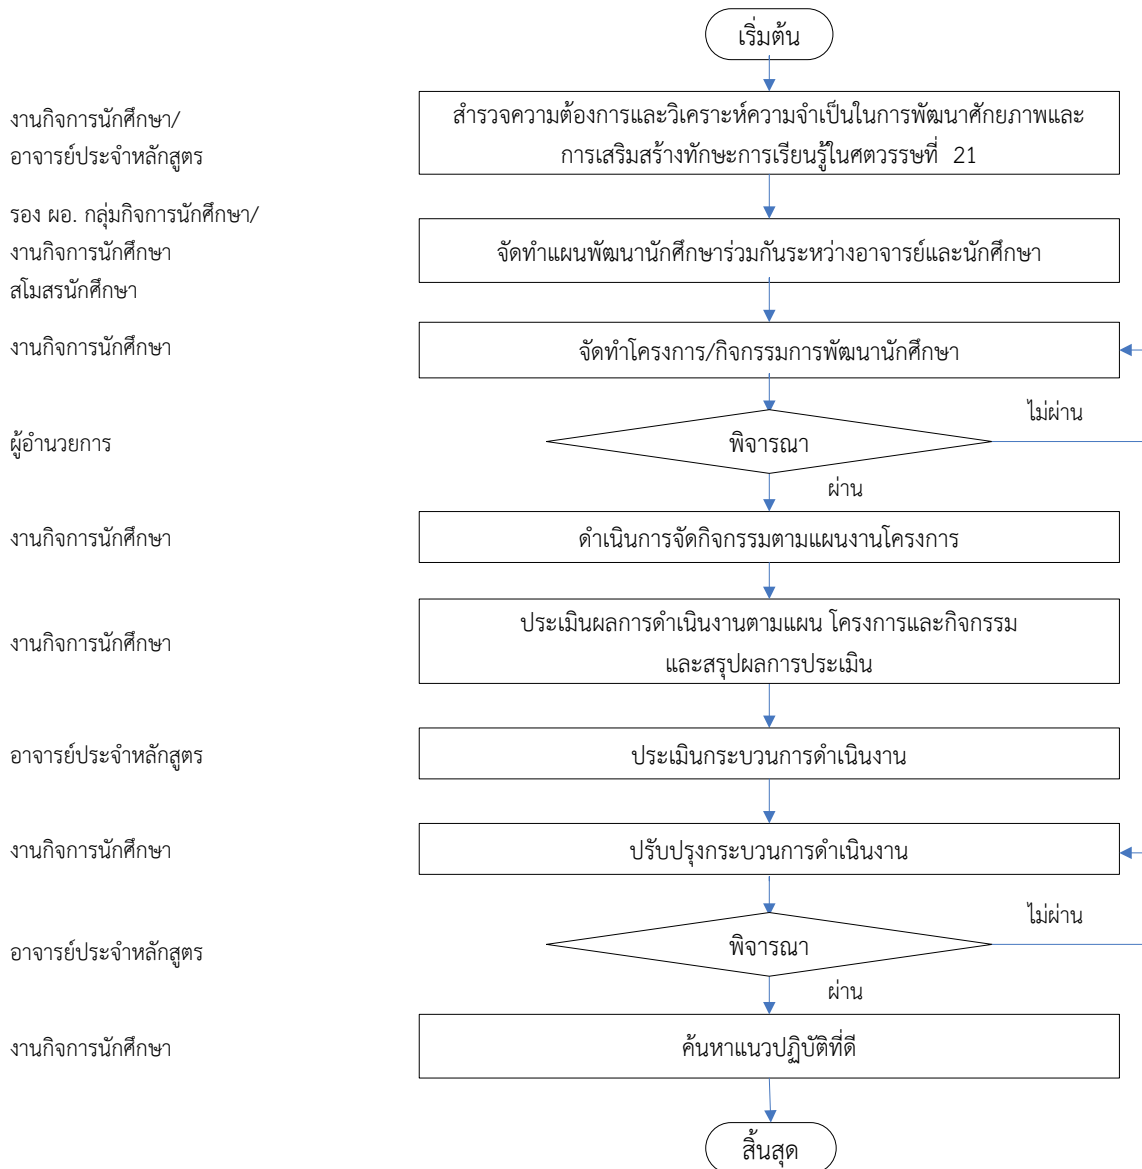 เริ่มต้น
งานกิจการนักศึกษา/
อาจารย์ประจำหลักสูตร
สำรวจความต้องการและวิเคราะห์ความจำเป็นในการพัฒนาศักยภาพและ
การเสริมสร้างทักษะการเรียนรู้ในศตวรรษที่ 21
รอง ผอ. กลุ่มกิจการนักศึกษา/
งานกิจการนักศึกษา
สโมสรนักศึกษา
จัดทำแผนพัฒนานักศึกษาร่วมกันระหว่างอาจารย์และนักศึกษา
งานกิจการนักศึกษา
จัดทำโครงการ/กิจกรรมการพัฒนานักศึกษา
ไม่ผ่าน
ผู้อำนวยการ
พิจารณา
ผ่าน
งานกิจการนักศึกษา
ดำเนินการจัดกิจกรรมตามแผนงานโครงการ
งานกิจการนักศึกษา
ประเมินผลการดำเนินงานตามแผน โครงการและกิจกรรม
และสรุปผลการประเมิน
อาจารย์ประจำหลักสูตร
ประเมินกระบวนการดำเนินงาน
งานกิจการนักศึกษา
ปรับปรุงกระบวนการดำเนินงาน
ไม่ผ่าน
อาจารย์ประจำหลักสูตร
พิจารณา
ผ่าน
งานกิจการนักศึกษา
ค้นหาแนวปฏิบัติที่ดี
สิ้นสุด